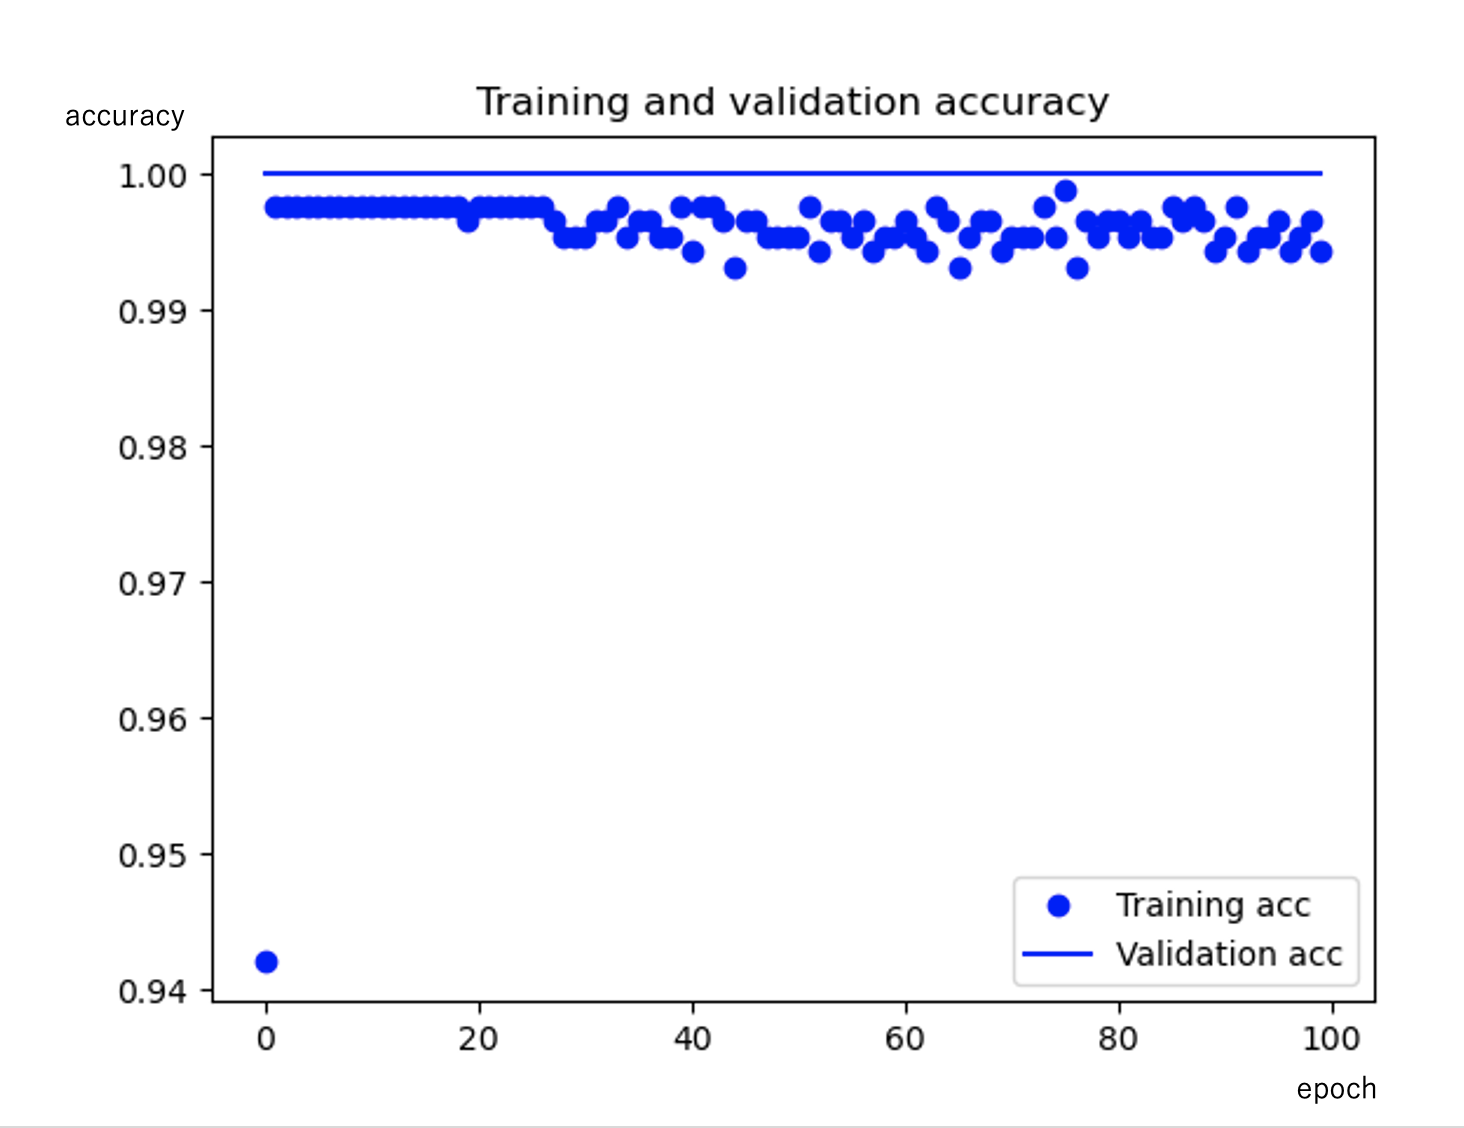 Training and validation accuracy
accuracy
1.00
0.99
0.98
0.97
0.96
0.95
0.94
Training acc
Validation acc
0 20 40 60 80 100
epoch